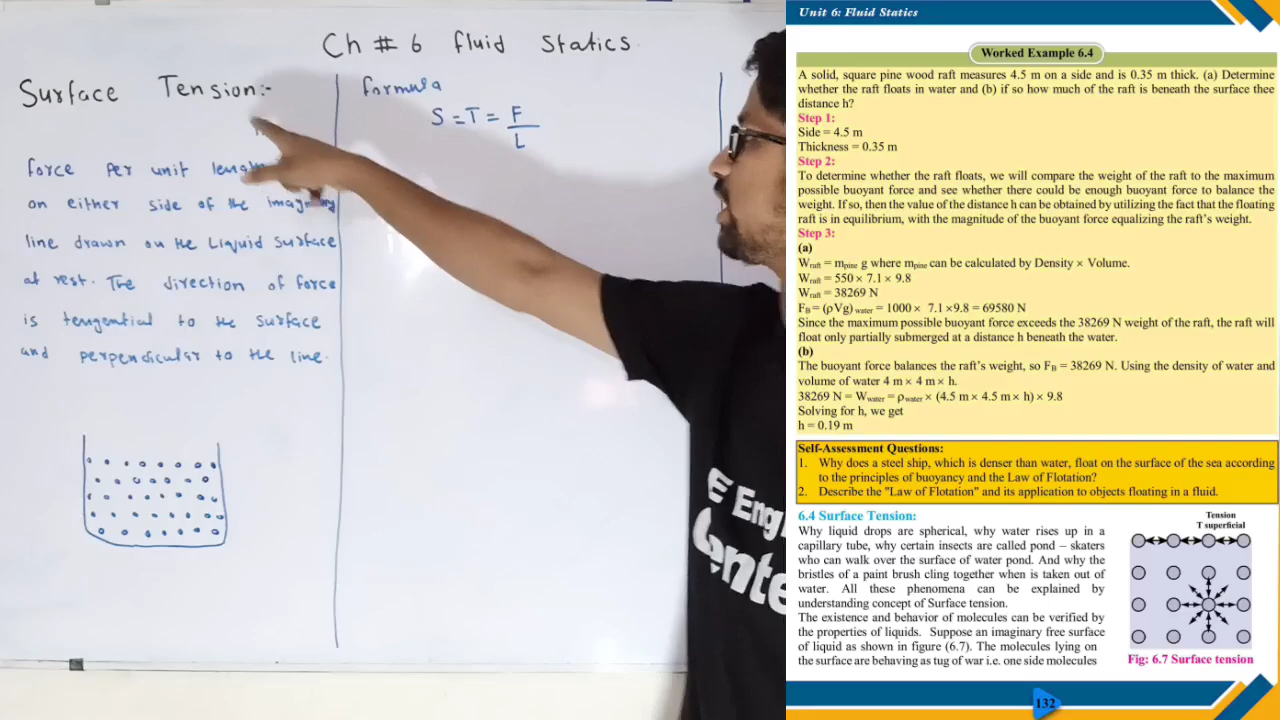 Ch # 6 fluid statics.
Surface Tension:-
force per unit length
on either side of the imaginary
line drawn on the Liquid surface
at rest. The direction of force
is tengential to the surface
and perpendicular to the line.
formula
S = T = F
L
E Eng
Cente
Unit 6: Fluid Statics
Worked Example 6.4
A solid, square pine wood raft measures 4.5 m on a side and is 0.35 m thick. (a) Determine
whether the raft floats in water and (b) if so how much of the raft is beneath the surface thee
distance h?
Step 1:
Side = 4.5 m
Thickness = 0.35 m
Step 2:
To determine whether the raft floats, we will compare the weight of the raft to the maximum
possible buoyant force and see whether there could be enough buoyant force to balance the
weight. If so, then the value of the distance h can be obtained by utilizing the fact that the floating
raft is in equilibrium, with the magnitude of the buoyant force equalizing the raft's weight.
Step 3:
(a)
Wraft = mpine g where mpine can be calculated by Density × Volume.
Wraft = 550 × 7.1 × 9.8
Wraft = 38269 N
FB = (ρVg) water = 1000 × 7.1 ×9.8 = 69580 N
Since the maximum possible buoyant force exceeds the 38269 N weight of the raft, the raft will
float only partially submerged at a distance h beneath the water.
(b)
The buoyant force balances the raft's weight, so FB = 38269 N. Using the density of water and
volume of water 4 m × 4 m × h.
38269 N = Wwater = ρwater × (4.5 m × 4.5 m × h) × 9.8
Solving for h, we get
h = 0.19 m
Self-Assessment Questions:
1. Why does a steel ship, which is denser than water, float on the surface of the sea according
to the principles of buoyancy and the Law of Flotation?
2. Describe the "Law of Flotation" and its application to objects floating in a fluid.
6.4 Surface Tension:
Why liquid drops are spherical, why water rises up in a
capillary tube, why certain insects are called pond – skaters
who can walk over the surface of water pond. And why the
bristles of a paint brush cling together when is taken out of
water. All these phenomena can be explained by
understanding concept of Surface tension.
The existence and behavior of molecules can be verified by
the properties of liquids. Suppose an imaginary free surface
of liquid as shown in figure (6.7). The molecules lying on
the surface are behaving as tug of war i.e. one side molecules
Tension
T superficial
Fig: 6.7 Surface tension
132